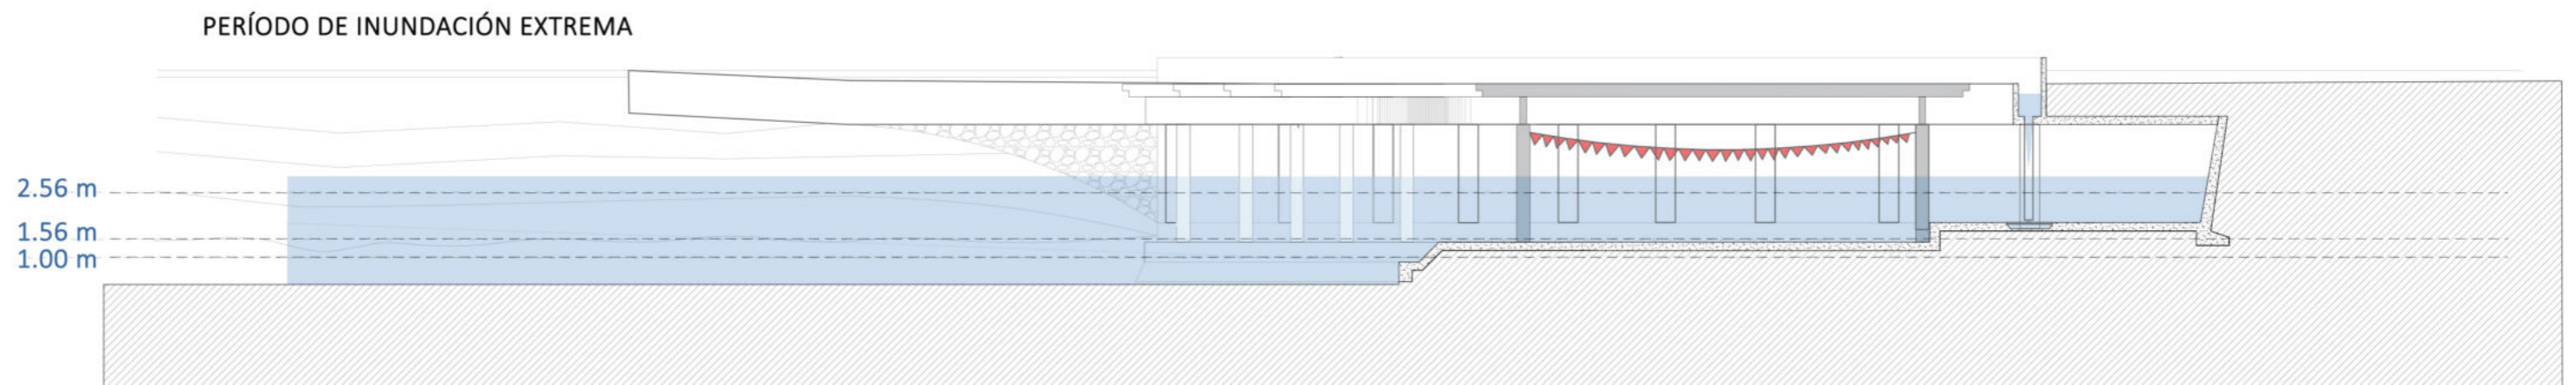 PERÍODO DE INUNDACIÓN EXTREMA
2.56 m
1.56 m
1.00 m